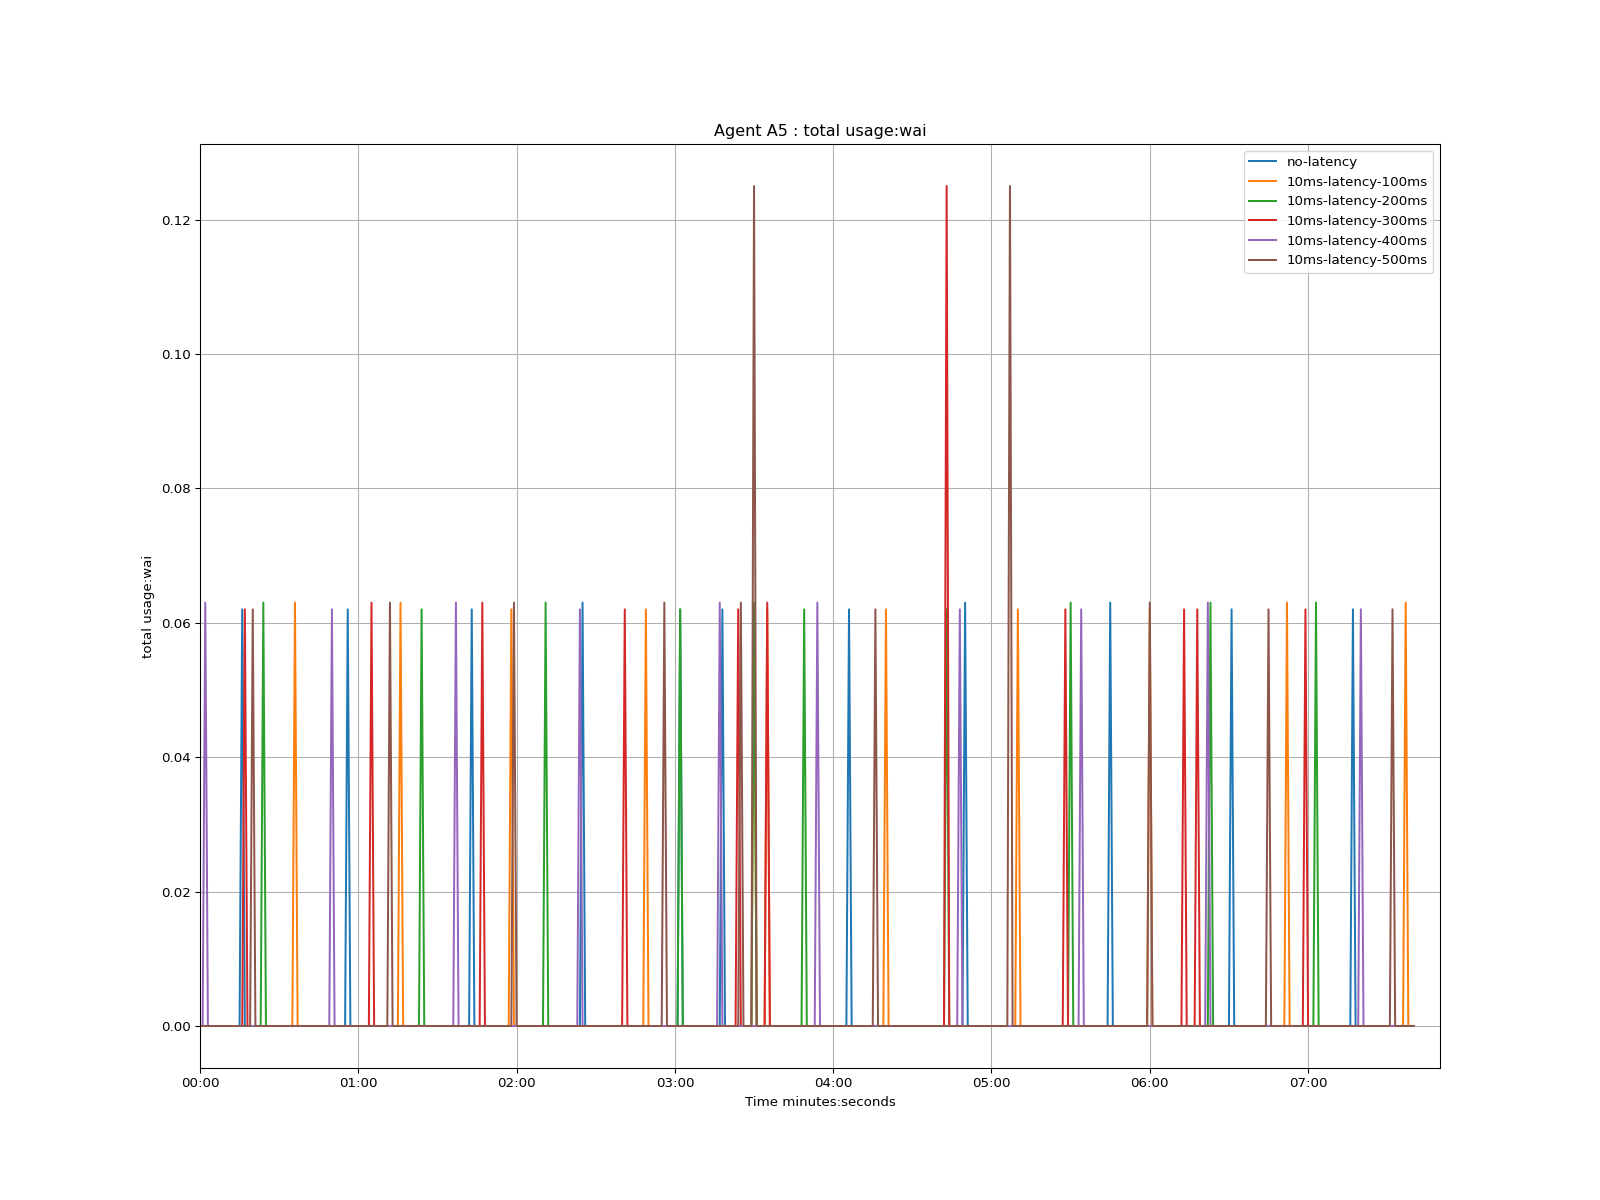 Agent A5 : total usage:wai
no-latency
10ms-latency-100ms
10ms-latency-200ms
10ms-latency-300ms
10ms-latency-400ms
10ms-latency-500ms
0.12
0.10
0.08
0.06
0.04
0.02
0.00
total usage:wai
00:00 01:00 02:00 03:00 04:00 05:00 06:00 07:00
Time minutes:seconds